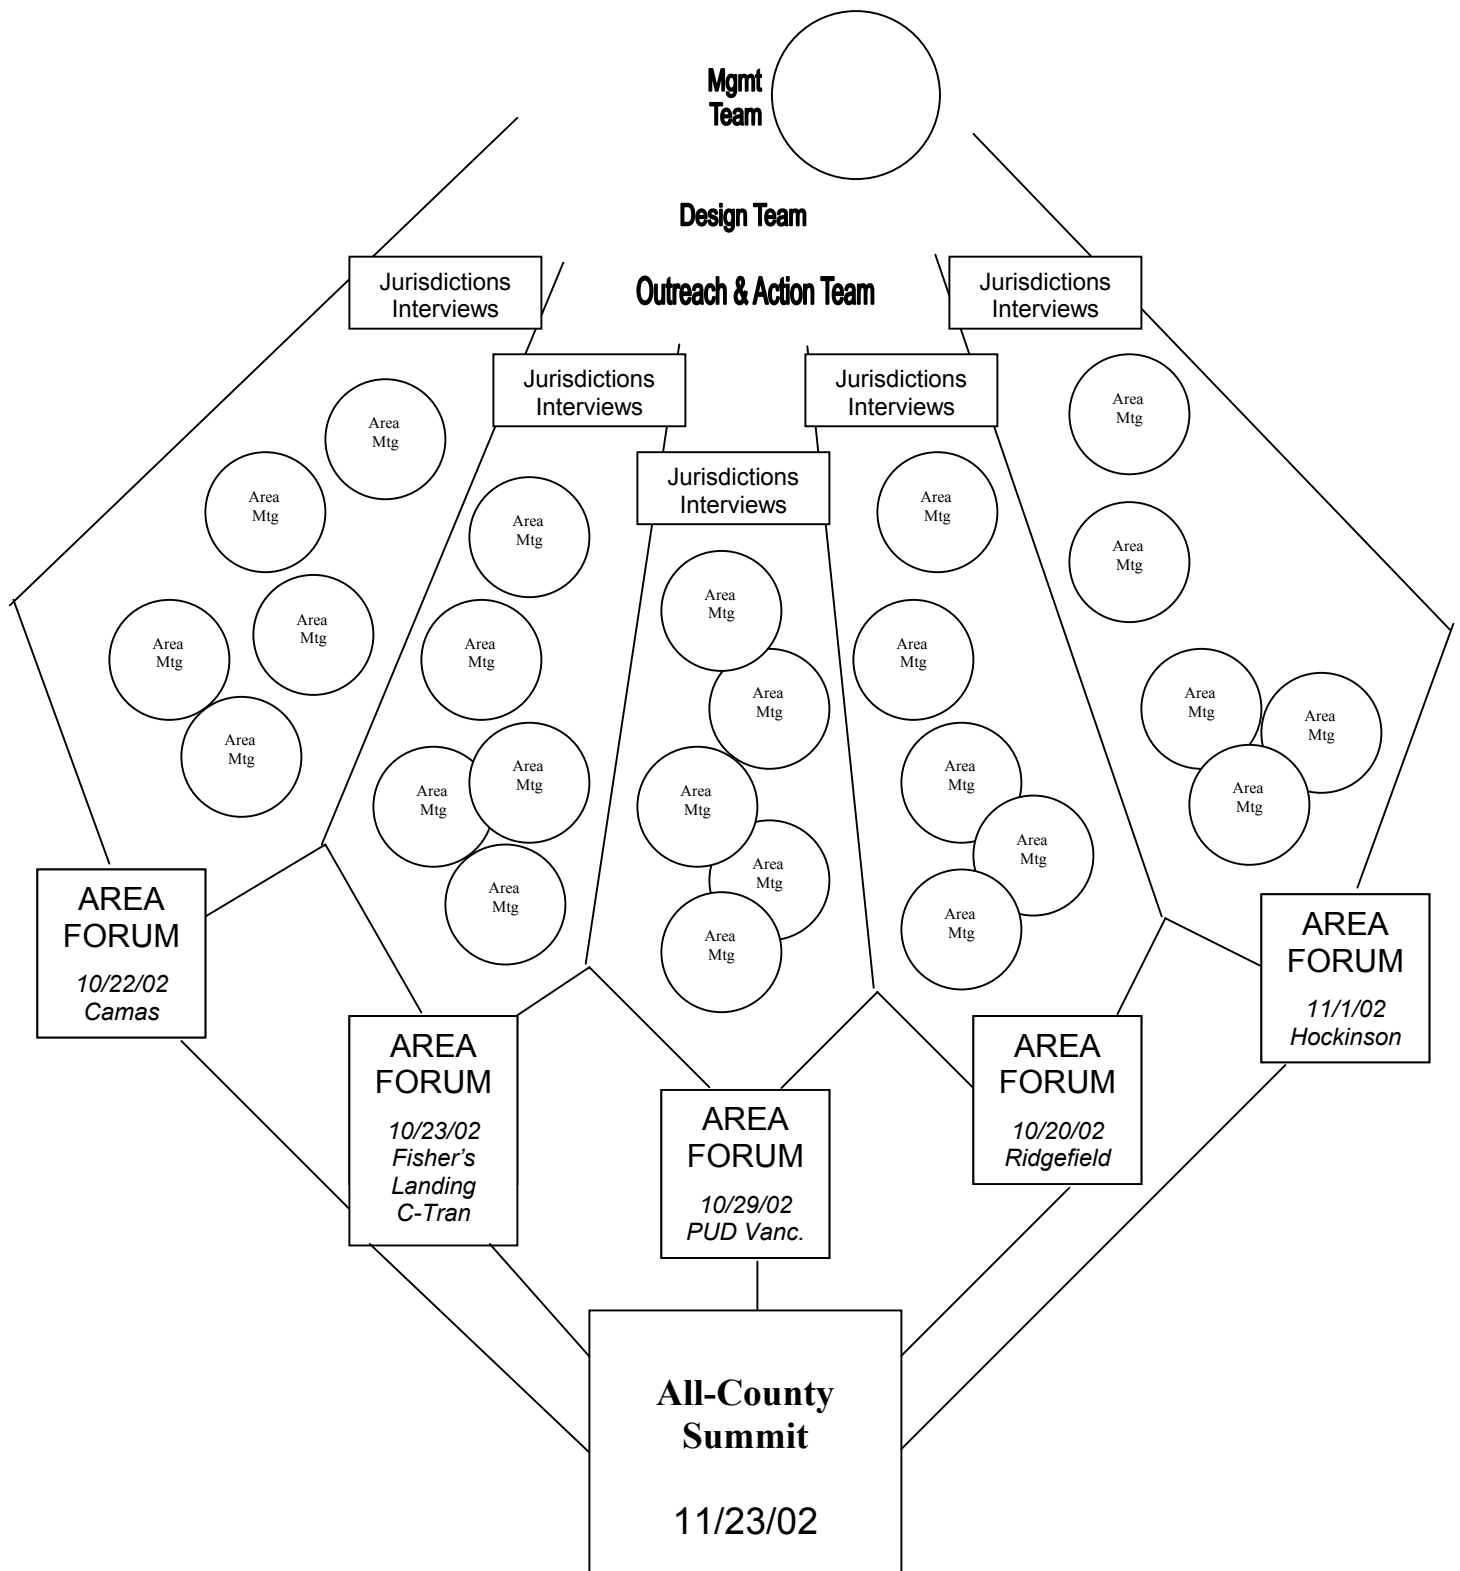 Mgmt
Team
Design Team
Outreach & Action Team
Jurisdictions
Interviews
Jurisdictions
Interviews
Jurisdictions
Interviews
Jurisdictions
Interviews
Jurisdictions
Interviews
Area
Mtg
Area
Mtg
Area
Mtg
Area
Mtg
Area
Mtg
Area
Mtg
Area
Mtg
Area
Mtg
Area
Mtg
Area
Mtg
Area
Mtg
Area
Mtg
Area
Mtg
Area
Mtg
Area
Mtg
Area
Mtg
Area
Mtg
Area
Mtg
Area
Mtg
Area
Mtg
Area
Mtg
Area
Mtg
Area
Mtg
Area
Mtg
Area
Mtg
AREA
FORUM
10/22/02
Camas
AREA
FORUM
10/23/02
Fisher's
Landing
C-Tran
AREA
FORUM
10/29/02
PUD Vanc.
AREA
FORUM
10/20/02
Ridgefield
AREA
FORUM
11/1/02
Hockinson
All-County
Summit
11/23/02